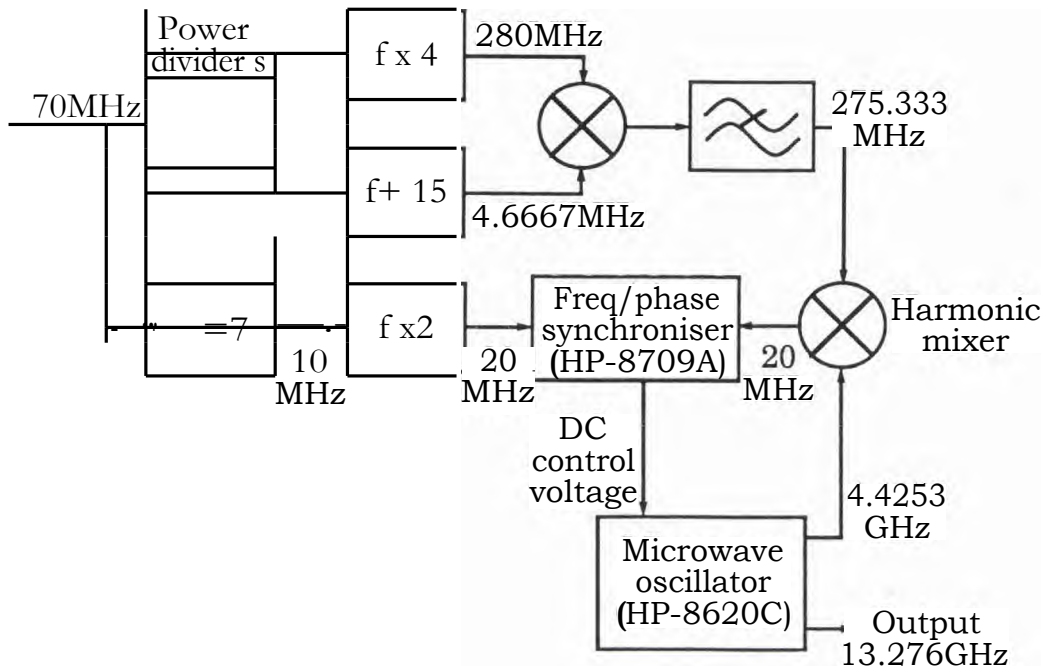 Power
divider s
70MHz
f x 4
280MHz
275.333
MHz
f+ 15
4.6667MHz
=7
10
MHz
f x2
20
MHz
Freq/phase
synchroniser
(HP-8709A)
20
MHz
Harmonic
mixer
DC
control
voltage
4.4253
GHz
Microwave
oscillator
(HP-8620C)
Output
13.276GHz